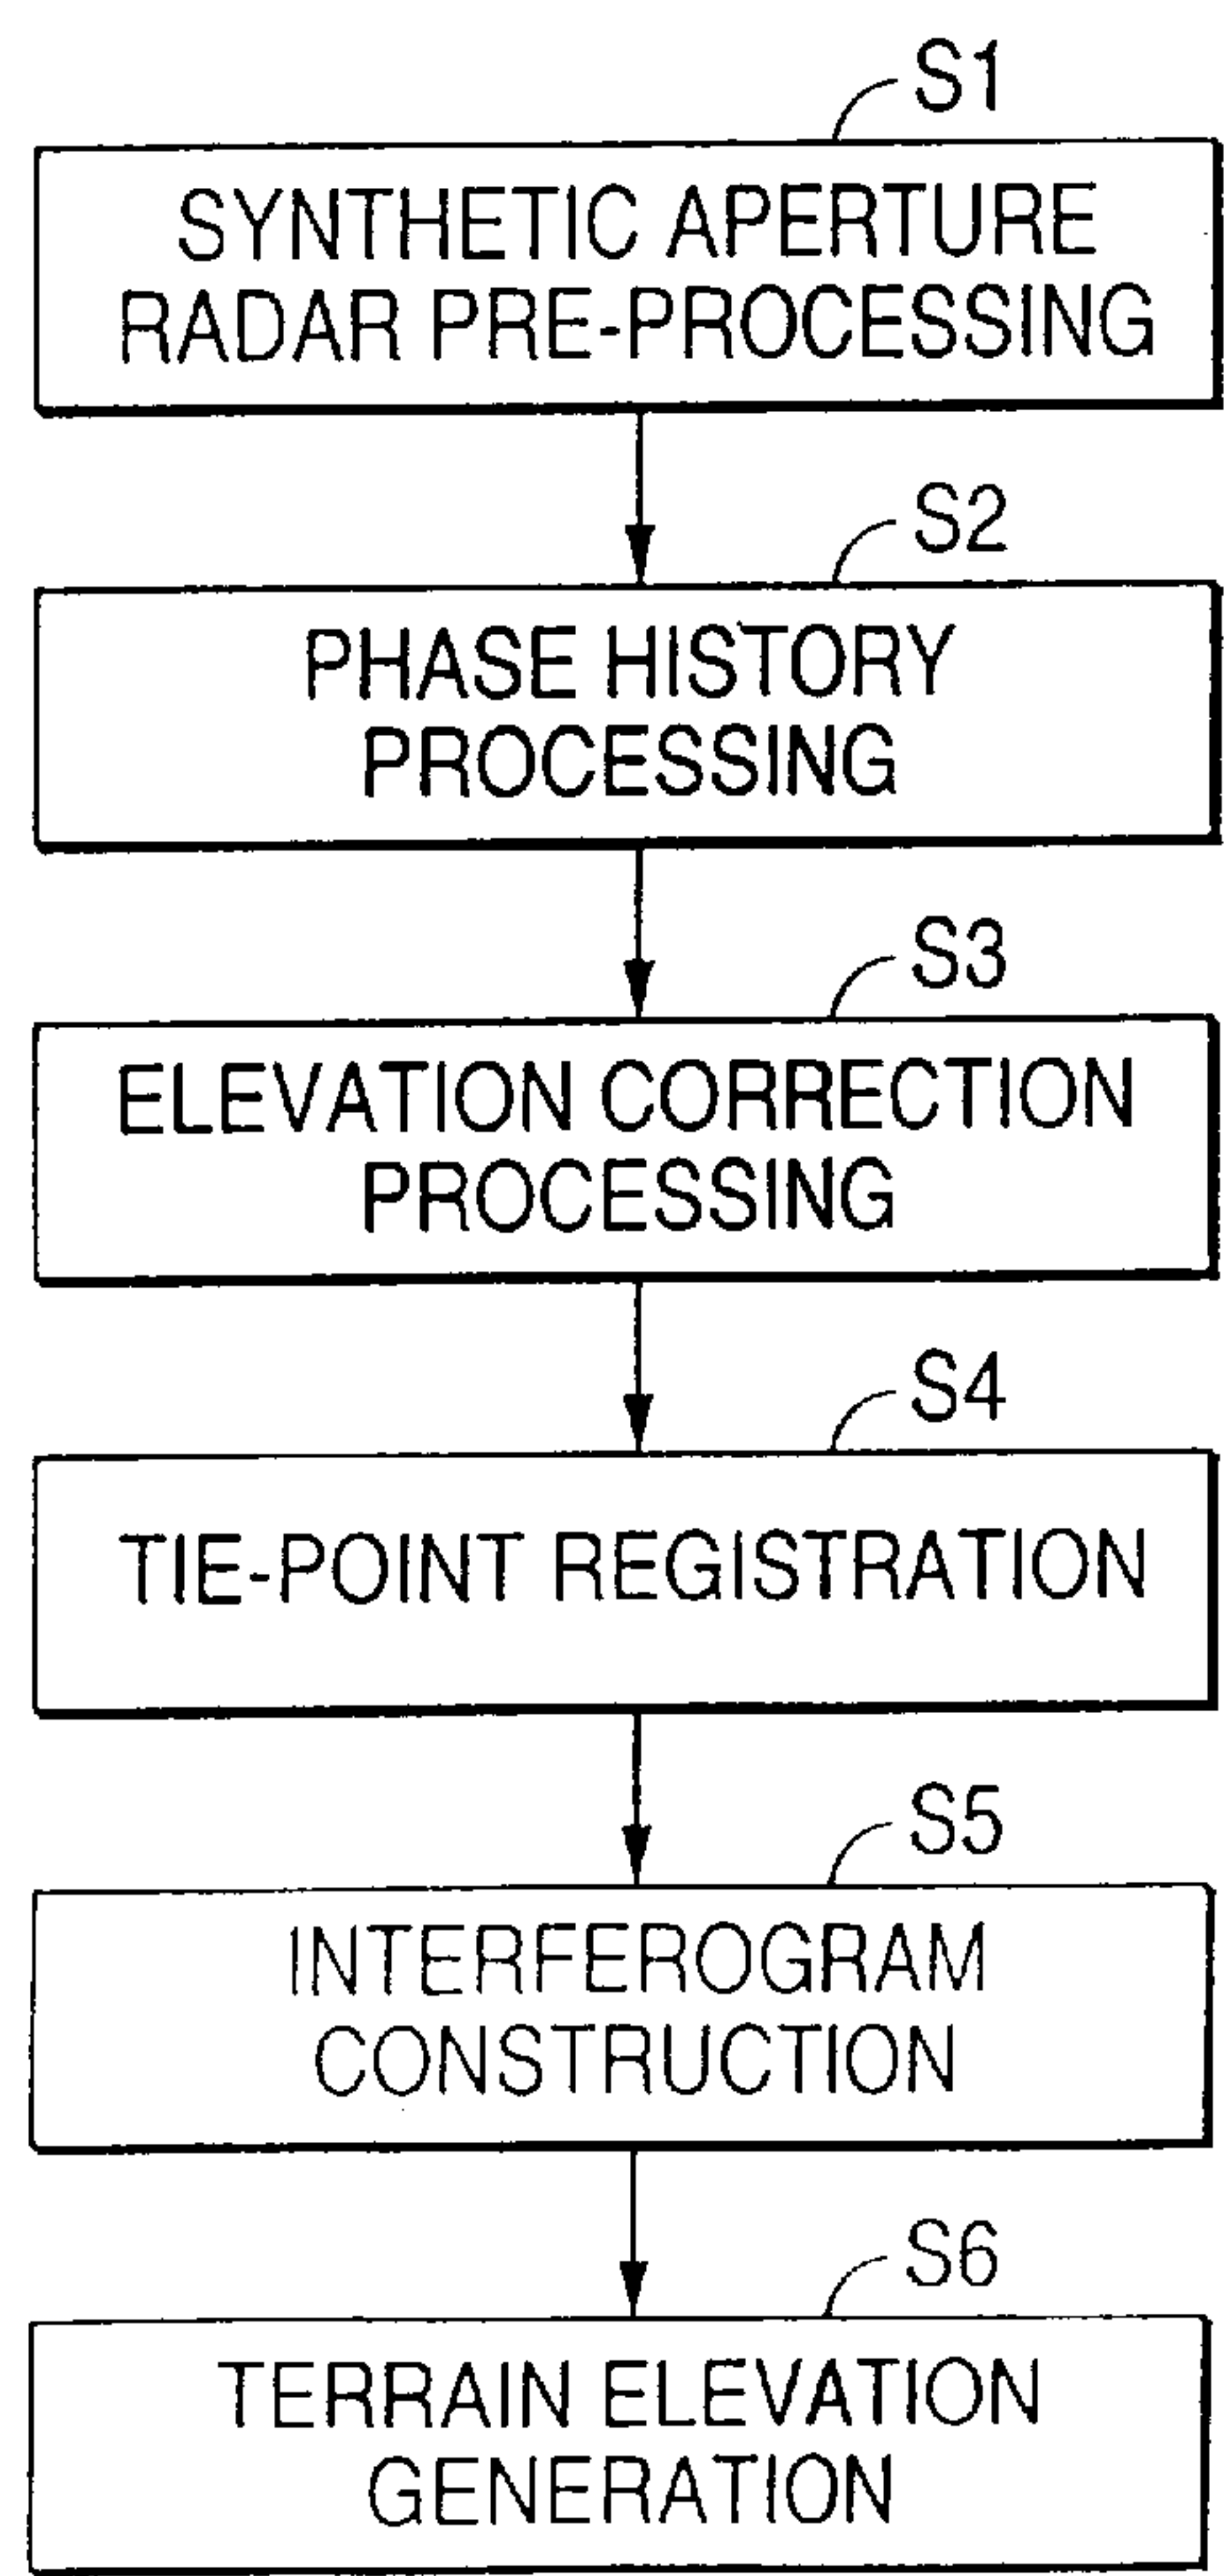 S1
SYNTHETIC APERTURE
RADAR PRE-PROCESSING
S2
PHASE HISTORY
PROCESSING
S3
ELEVATION CORRECTION
PROCESSING
S4
TIE-POINT REGISTRATION
S5
INTERFEROGRAM
CONSTRUCTION
S6
TERRAIN ELEVATION
GENERATION